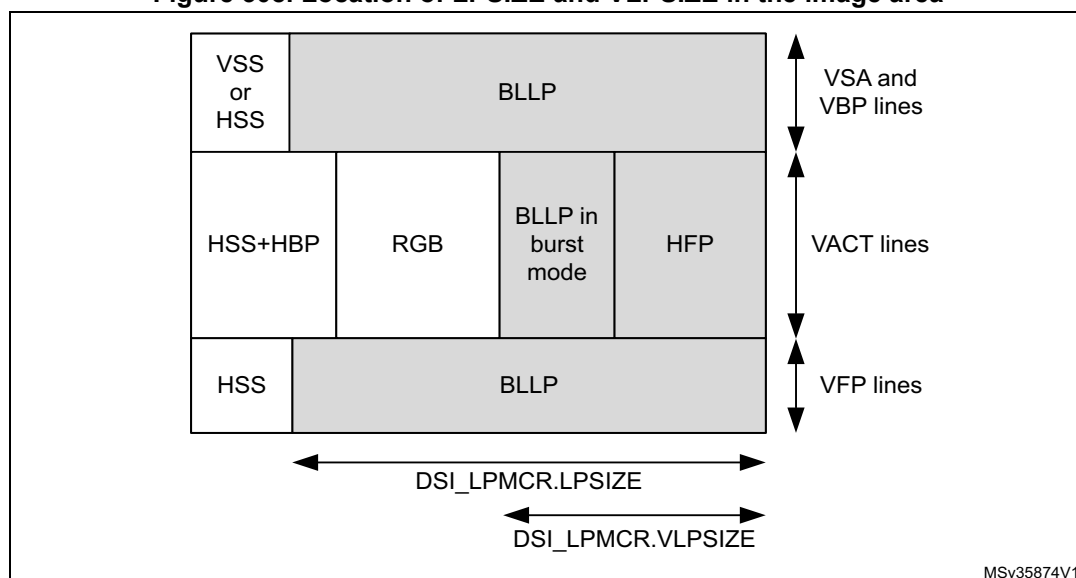 VSS
or
HSS
BLLP
VSA and
VBP lines
HSS+HBP
RGB
BLLP in
burst
mode
HFP
VACT lines
HSS
BLLP
VFP lines
DSI_LPMCR.LPSIZE
DSI_LPMCR.VLPSIZE
MSv35874V1